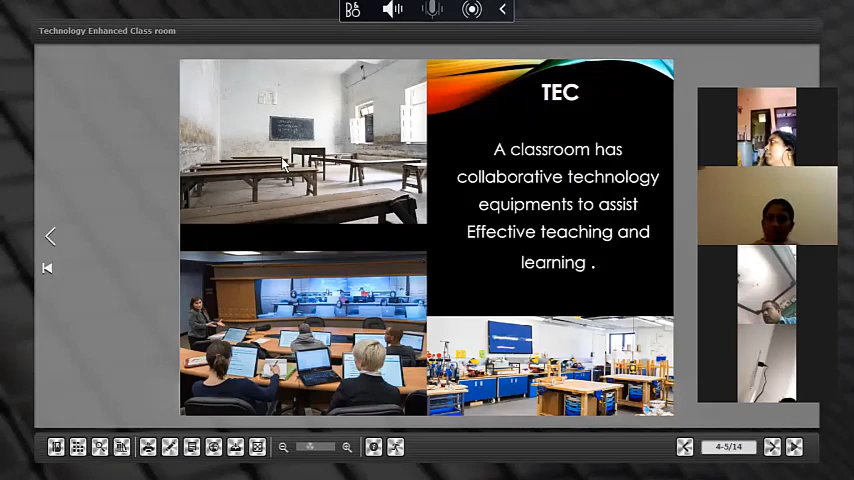 Technology Enhanced Class room
TEC
A classroom has
collaborative technology
equipments to assist
Effective teaching and
learning .
4-5/14